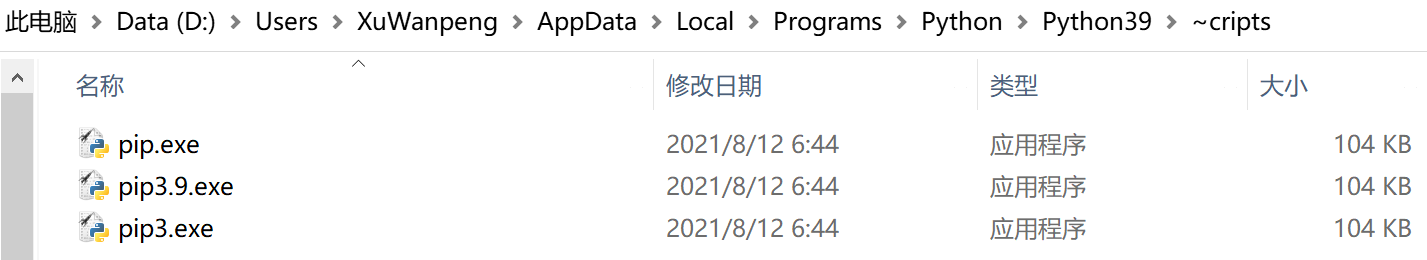 此电脑 > Data (D:) > Users > XuWanpeng > AppData > Local > Programs > Python > Python39 > ~cripts
名称 修改日期 类型 大小
pip.exe 2021/8/12 6:44 应用程序 104 KB
pip3.9.exe 2021/8/12 6:44 应用程序 104 KB
pip3.exe 2021/8/12 6:44 应用程序 104 KB